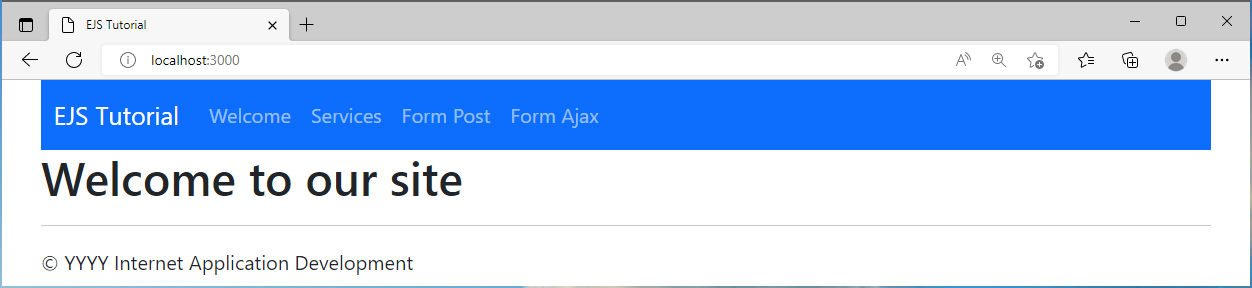 EJS Tutorial
localhost:3000
EJS Tutorial Welcome Services Form Post Form Ajax
Welcome to our site
© YYYY Internet Application Development